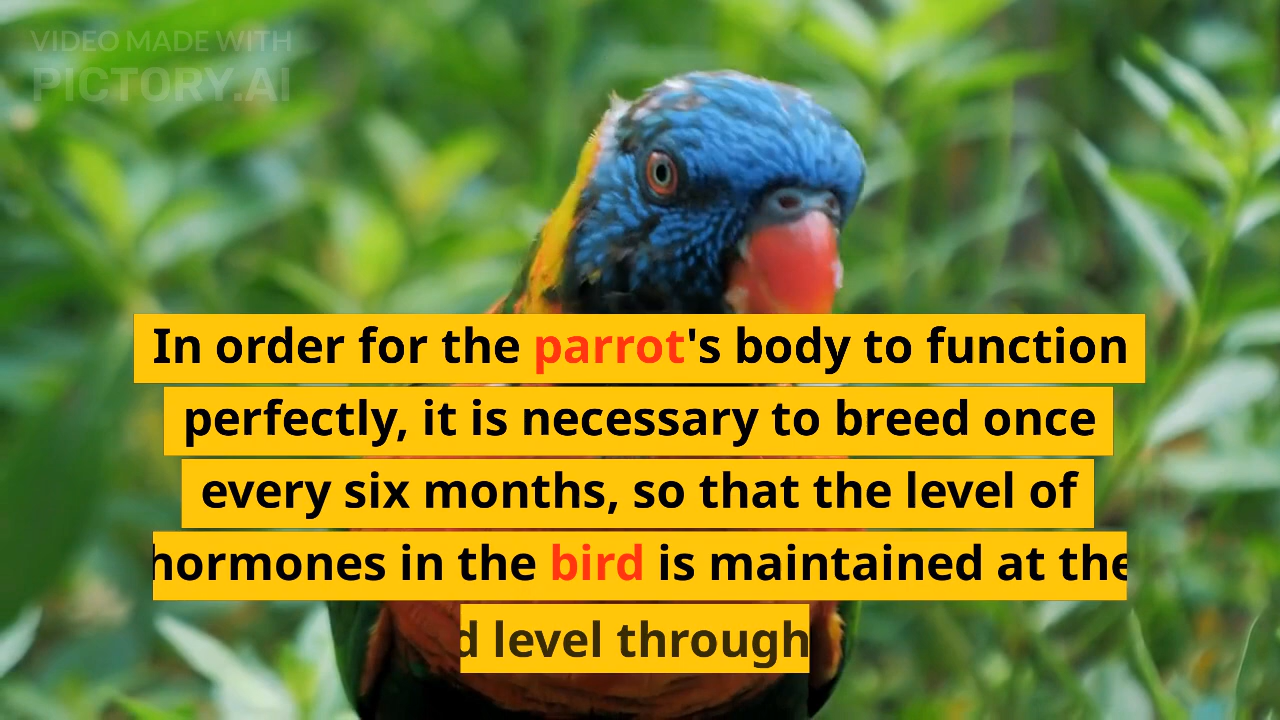 VIDEO MADE WITH
PICTORY.AI
In order for the parrot's body to function
perfectly, it is necessary to breed once
every six months, so that the level of
hormones in the bird is maintained at the
d level through